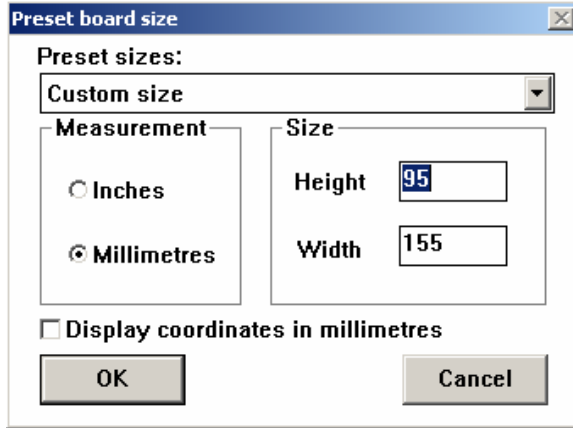 Preset board size
Preset sizes:
Custom size
Measurement
Size
Inches
Height 95
Millimetres
Width 155
Display coordinates in millimetres
OK
Cancel